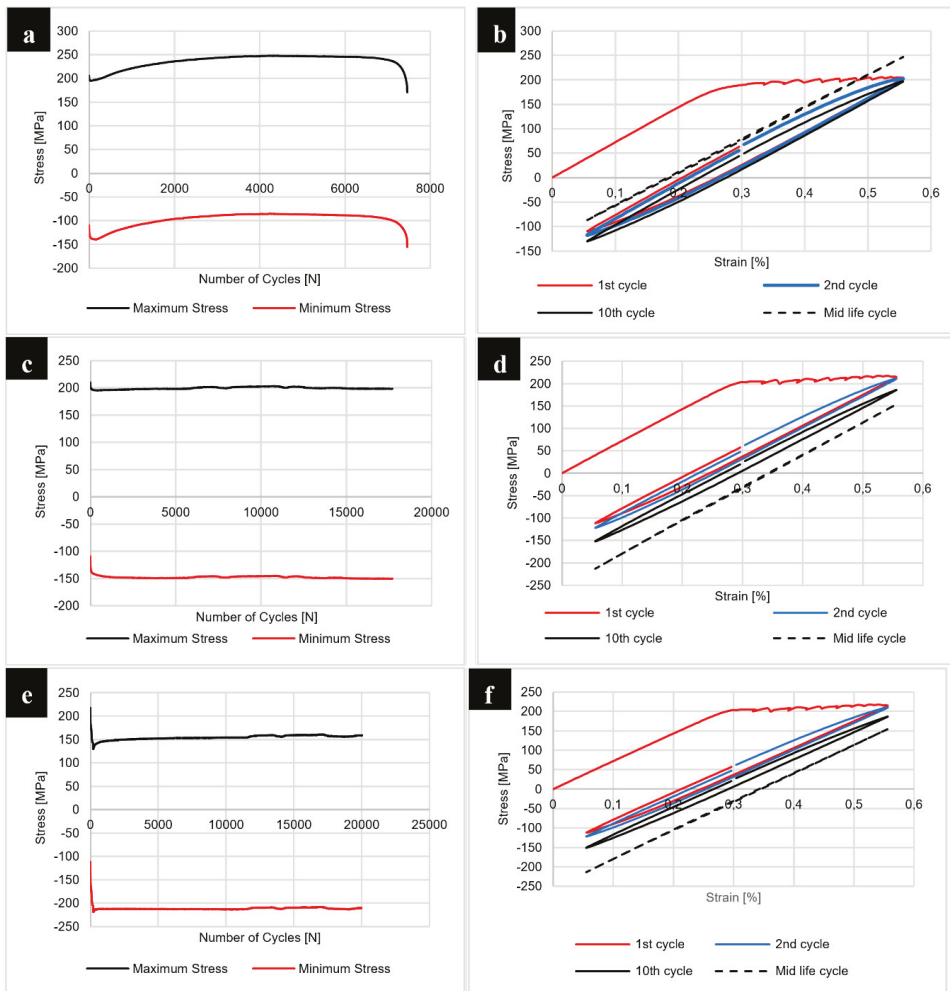 a
300
250
200
150
100
50
0
-50
-100
-150
-200
0
2000
4000
6000
8000
Stress [MPa]
Number of Cycles [N]
Maximum Stress
Minimum Stress
b
300
250
200
150
100
50
0
-50
-100
-150
0,1
0,2
0,3
0,4
0,5
0,6
Stress [MPa]
Strain [%]
1st cycle
2nd cycle
10th cycle
Mid life cycle
c
250
200
150
100
50
0
-50
-100
-150
-200
0
5000
10000
15000
20000
Stress [MPa]
Number of Cycles [N]
Maximum Stress
Minimum Stress
d
250
200
150
100
50
0
-50
-100
-150
-200
-250
0,1
0,2
0,3
0,4
0,5
0,6
Stress [MPa]
Strain [%]
1st cycle
2nd cycle
10th cycle
Mid life cycle
e
250
200
150
100
50
0
-50
-100
-150
-200
-250
0
5000
10000
15000
20000
25000
Stress [MPa]
Number of Cycles [N]
Maximum Stress
Minimum Stress
f
250
200
150
100
50
0
-50
-100
-150
-200
-250
0
0,1
0,2
0,3
0,4
0,5
0,6
Stress [MPa]
Strain [%]
1st cycle
2nd cycle
10th cycle
Mid life cycle